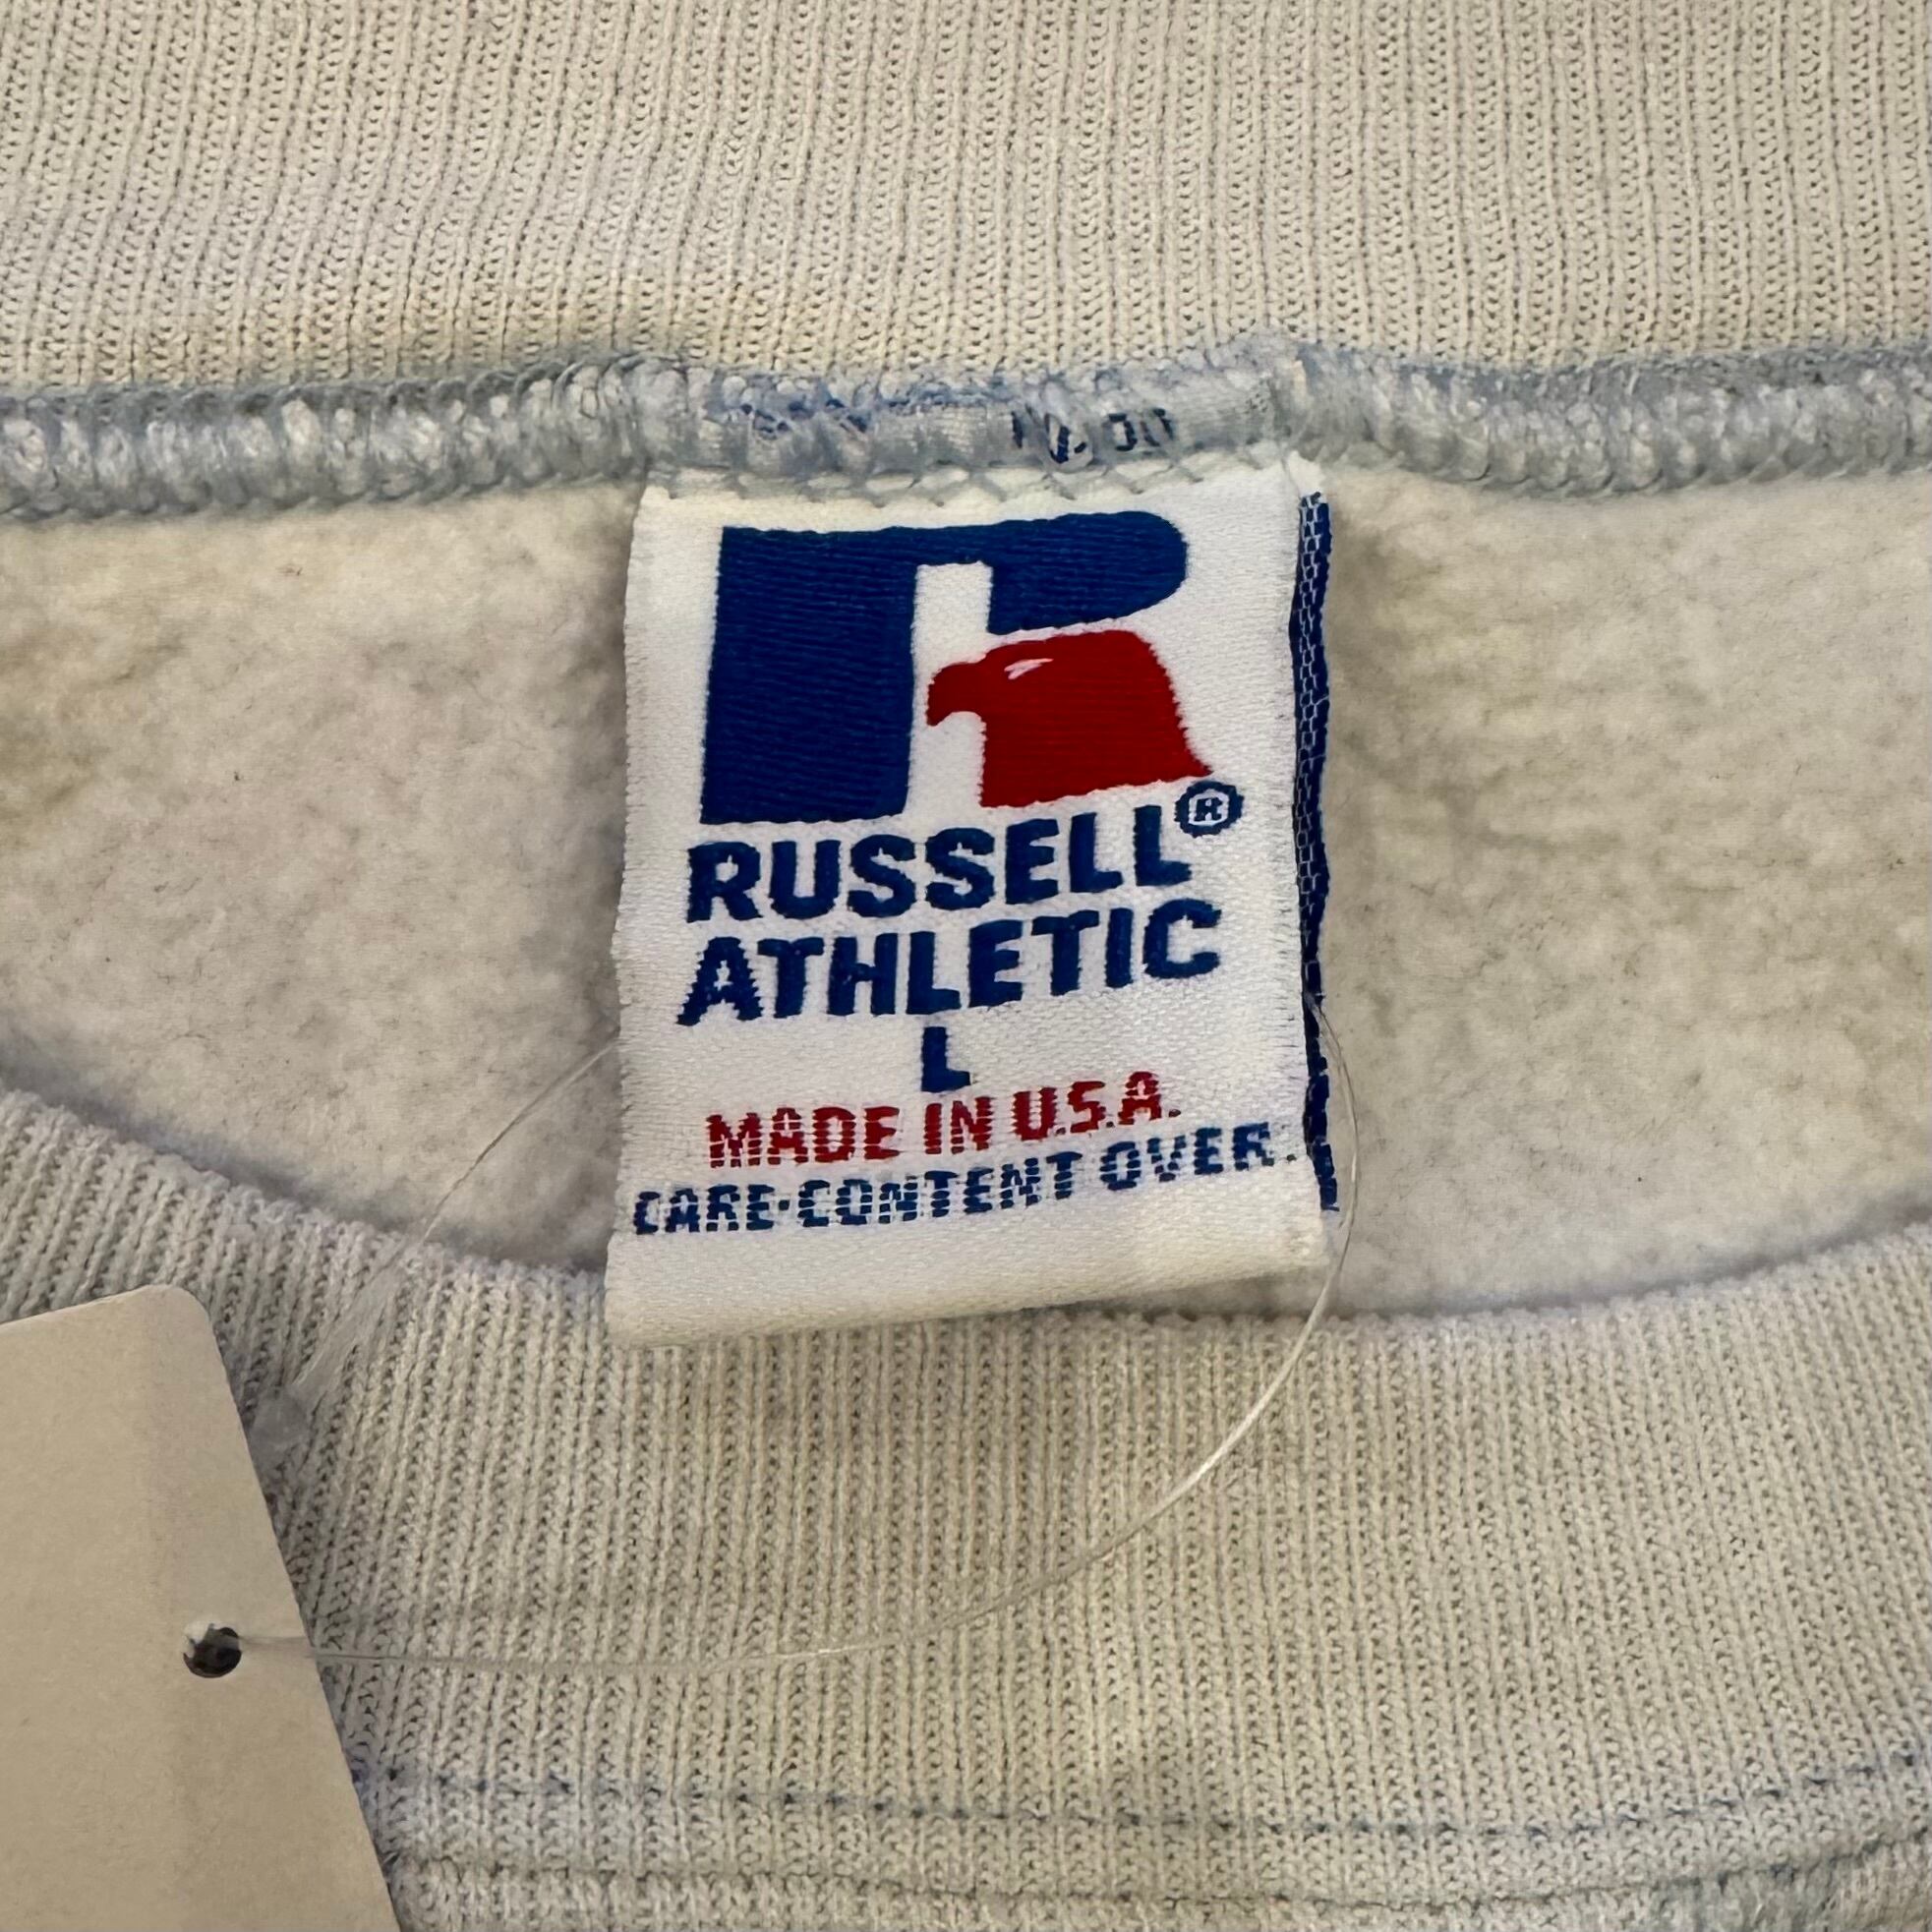 RUSSELL®
ATHLETIC
L
MADE IN U.S.A.
CARE-CONTENT OVER